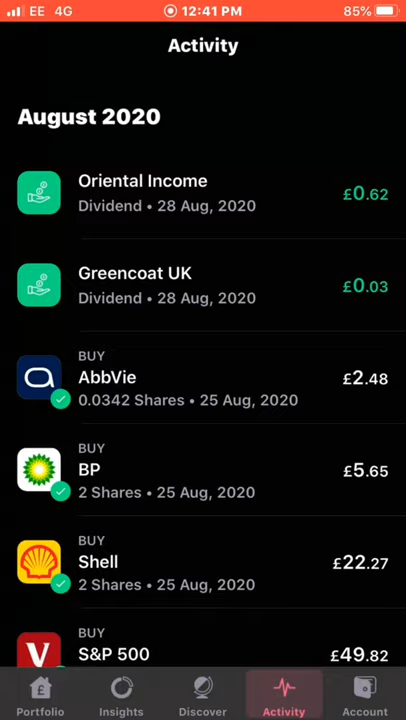 EE 4G 12:41 PM 85%
Activity
August 2020
Oriental Income
Dividend • 28 Aug, 2020
£0.62
Greencoat UK
Dividend • 28 Aug, 2020
£0.03
BUY
AbbVie
0.0342 Shares • 25 Aug, 2020
£2.48
BUY
BP
2 Shares • 25 Aug, 2020
£5.65
BUY
Shell
2 Shares • 25 Aug, 2020
£22.27
BUY
V
S&P 500
£49.82
£
Portfolio
Insights
Discover
Activity
Account